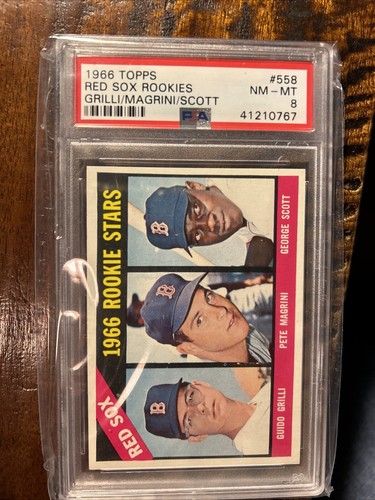 1966 TOPPS #558
RED SOX ROOKIES NM-MT
GRILLI/MAGRINI/SCOTT 8
PSA 41210767
RED SOX
1966 ROOKIE STARS
GUIDO GRILLI
PETE MAGRINI
GEORGE SCOTT
B
B
B